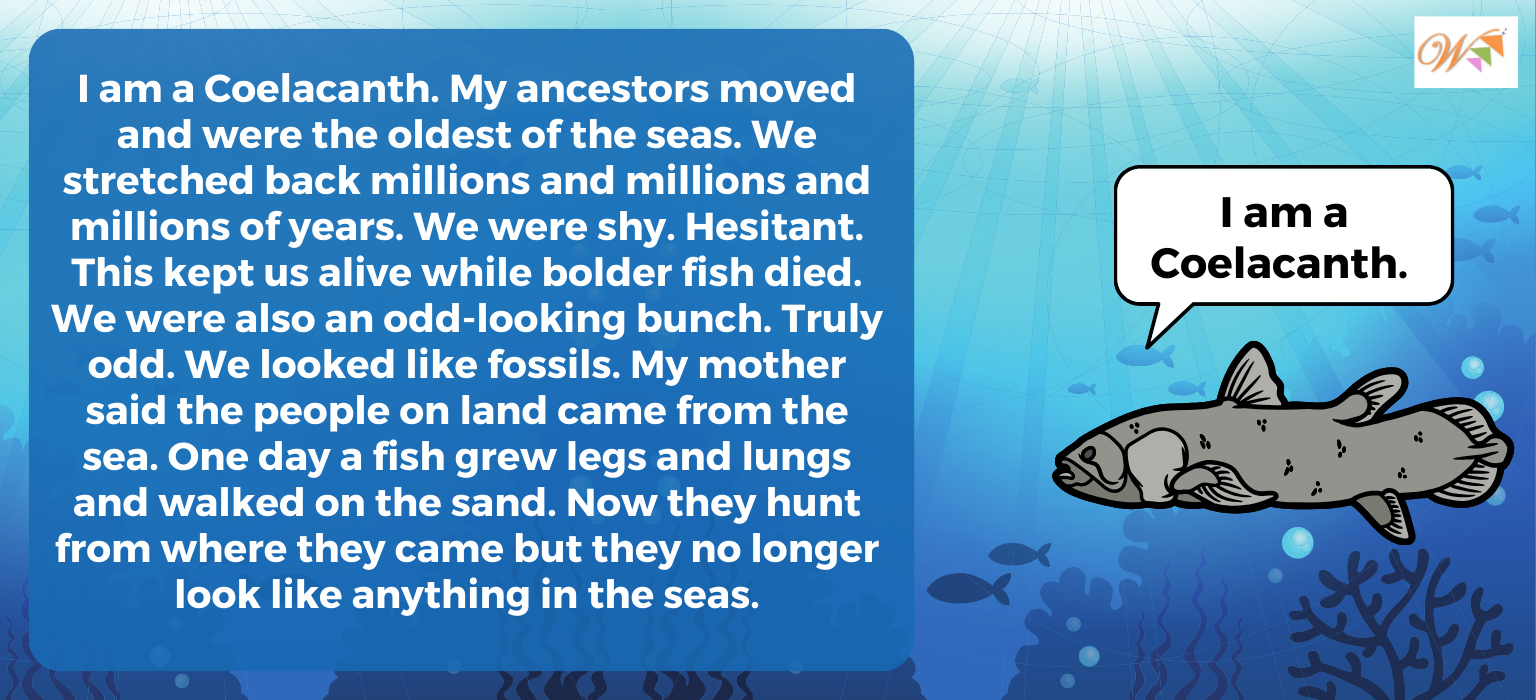 I am a Coelacanth. My ancestors moved
and were the oldest of the seas. We
stretched back millions and millions and
millions of years. We were shy. Hesitant.
This kept us alive while bolder fish died.
We were also an odd-looking bunch. Truly
odd. We looked like fossils. My mother
said the people on land came from the
sea. One day a fish grew legs and lungs
and walked on the sand. Now they hunt
from where they came but they no longer
look like anything in the seas.
I am a
Coelacanth.
W